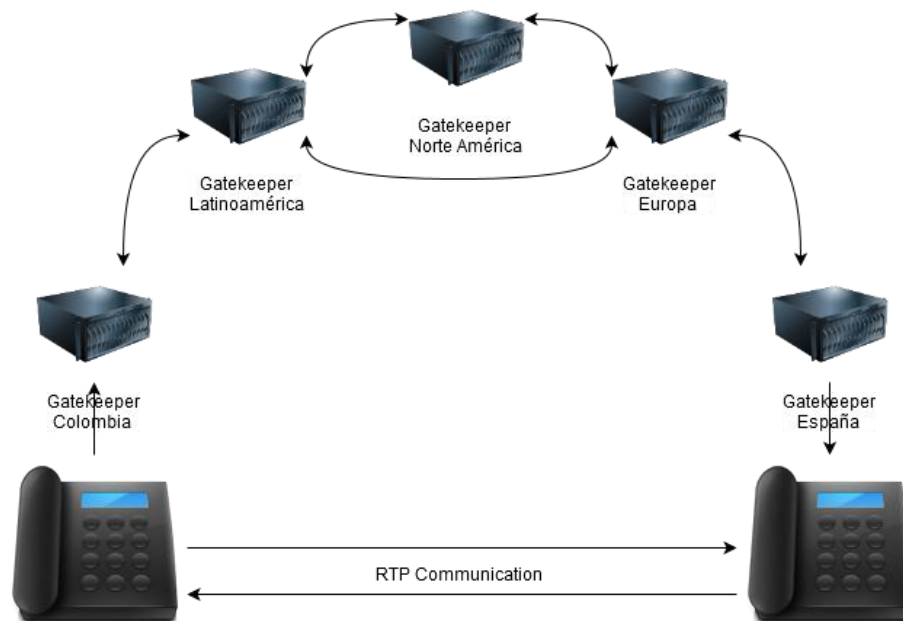 Gatekeeper
Norte América
Gatekeeper
Latinoamérica
Gatekeeper
Europa
Gatekeeper
Colombia
Gatekeeper
España
RTP Communication